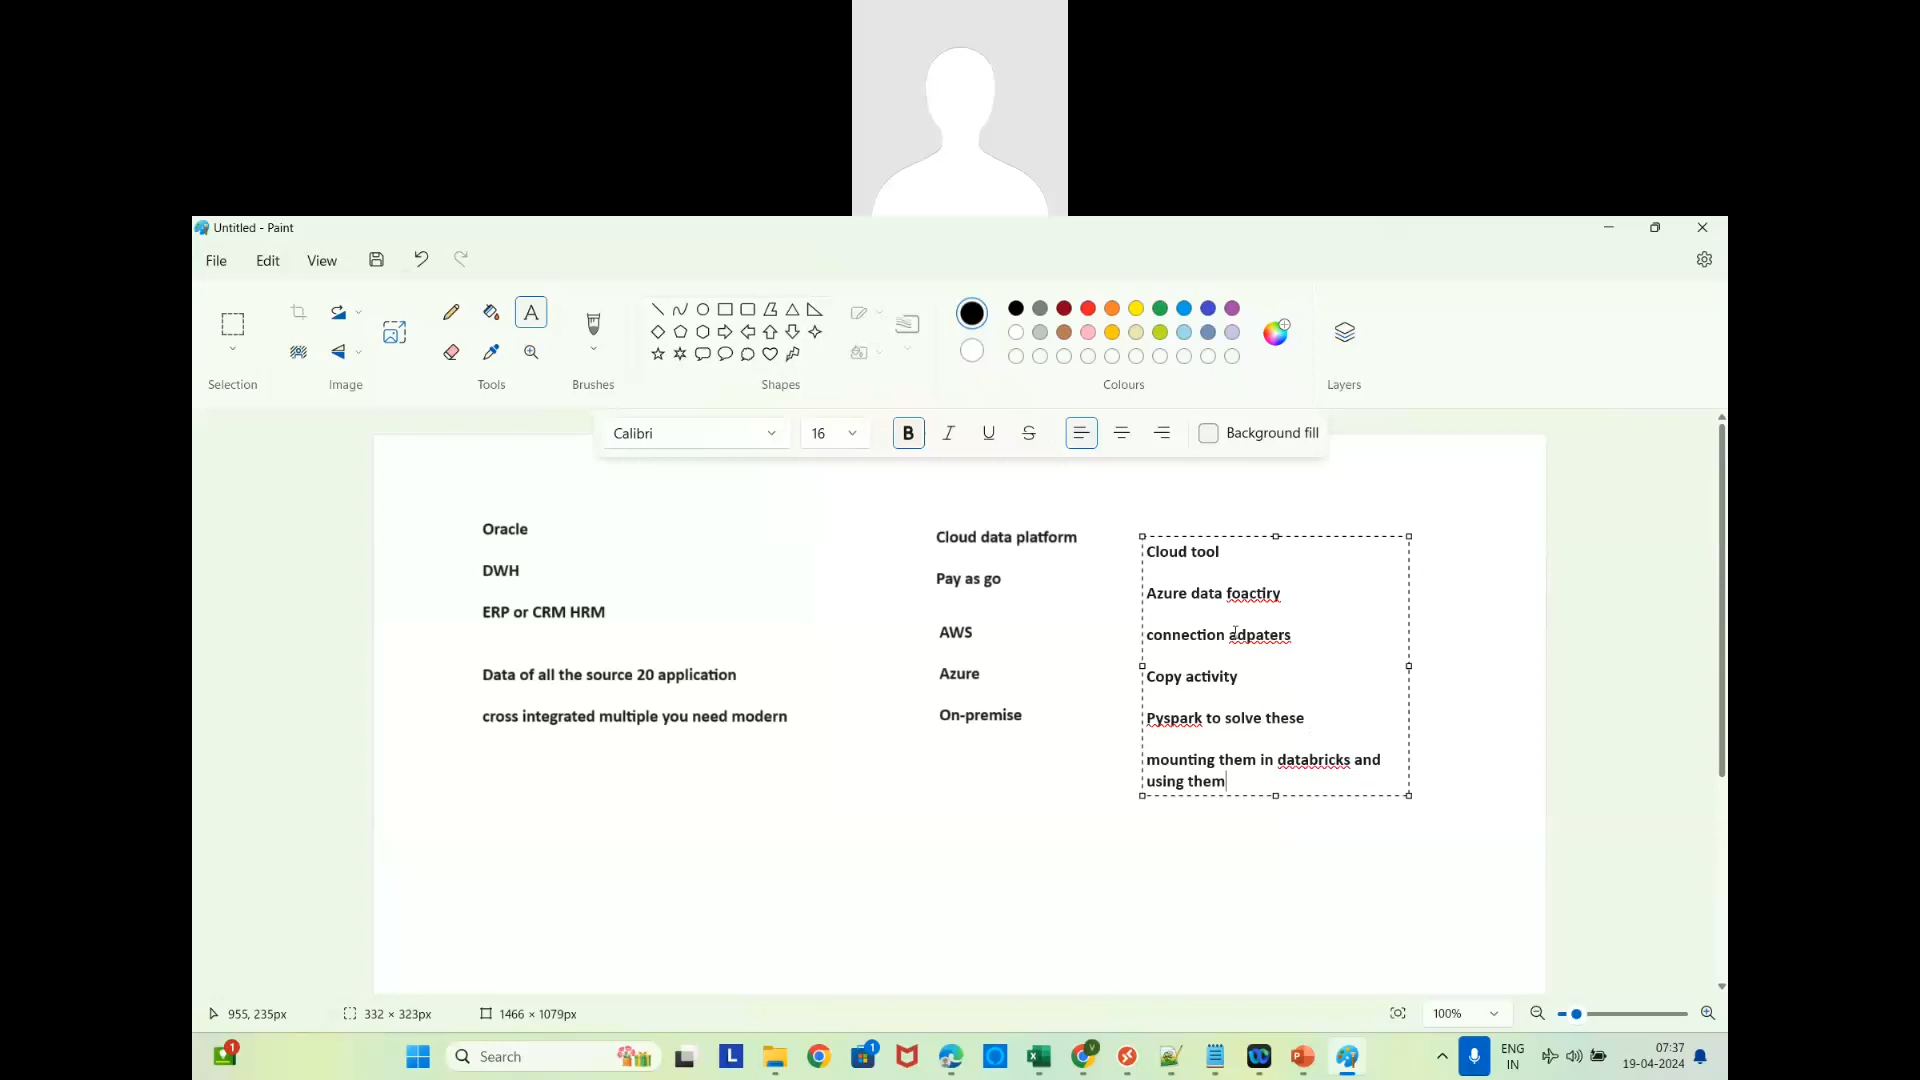 Untitled - Paint
File Edit View
Selection Image Tools Brushes Shapes Colours Layers
Calibri 16 B I U S Background fill
Oracle
DWH
ERP or CRM HRM
Data of all the source 20 application
cross integrated multiple you need modern
Cloud data platform
Pay as go
AWS
Azure
On-premise
Cloud tool
Azure data foactiry
connection adpaters
Copy activity
Pyspark to solve these
mounting them in databricks and
using them
955, 235px 332 × 323px 1466 × 1079px 100%
Search
ENG
IN
07:37
19-04-2024